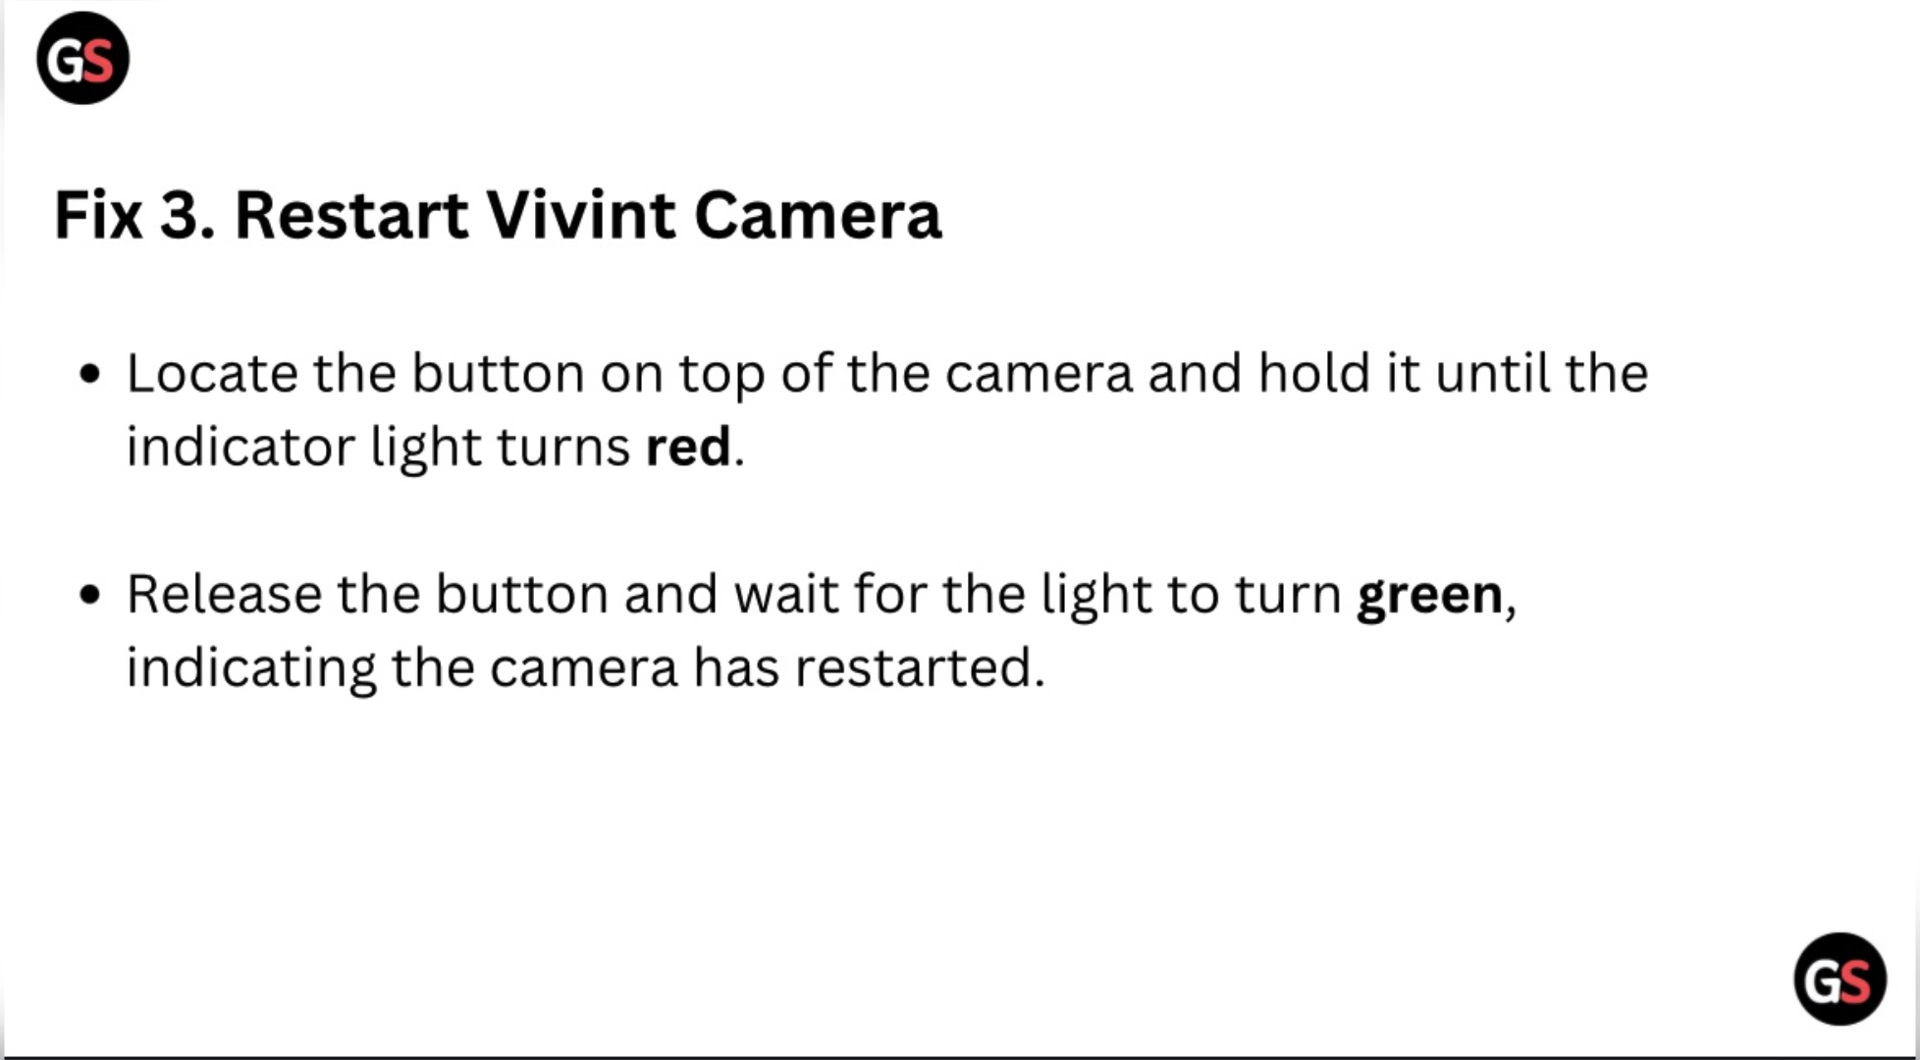 GS
Fix 3. Restart Vivint Camera
• Locate the button on top of the camera and hold it until the
indicator light turns red.
• Release the button and wait for the light to turn green,
indicating the camera has restarted.
GS